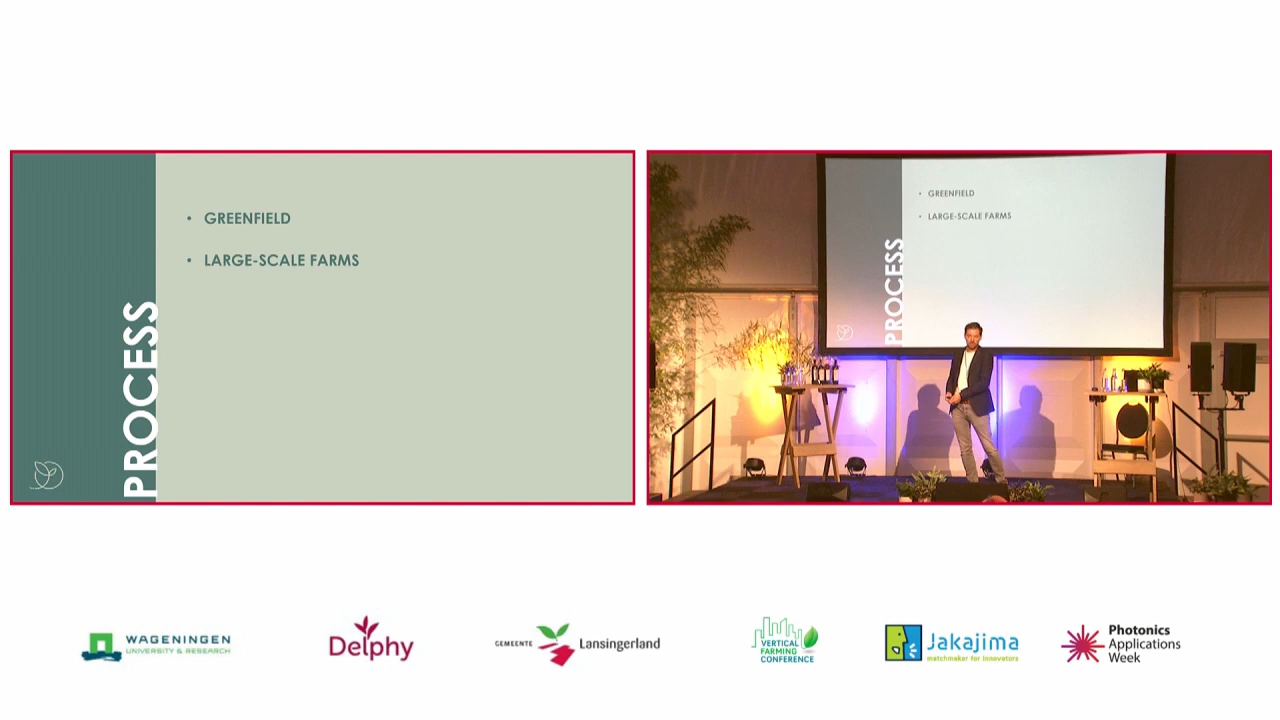 • GREENFIELD
• LARGE-SCALE FARMS
PROCESS
• GREENFIELD
• LARGE-SCALE FARMS
PROCESS
WAGENINGEN
UNIVERSITY & RESEARCH
Delphy
GEMEENTE Lansingerland
VERTICAL
FARMING
CONFERENCE
Jakajima
matchmaker for innovators
Photonics
Applications
Week